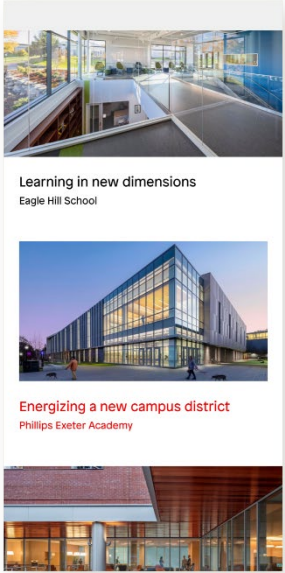 Learning in new dimensions
Eagle Hill School
Energizing a new campus district
Phillips Exeter Academy